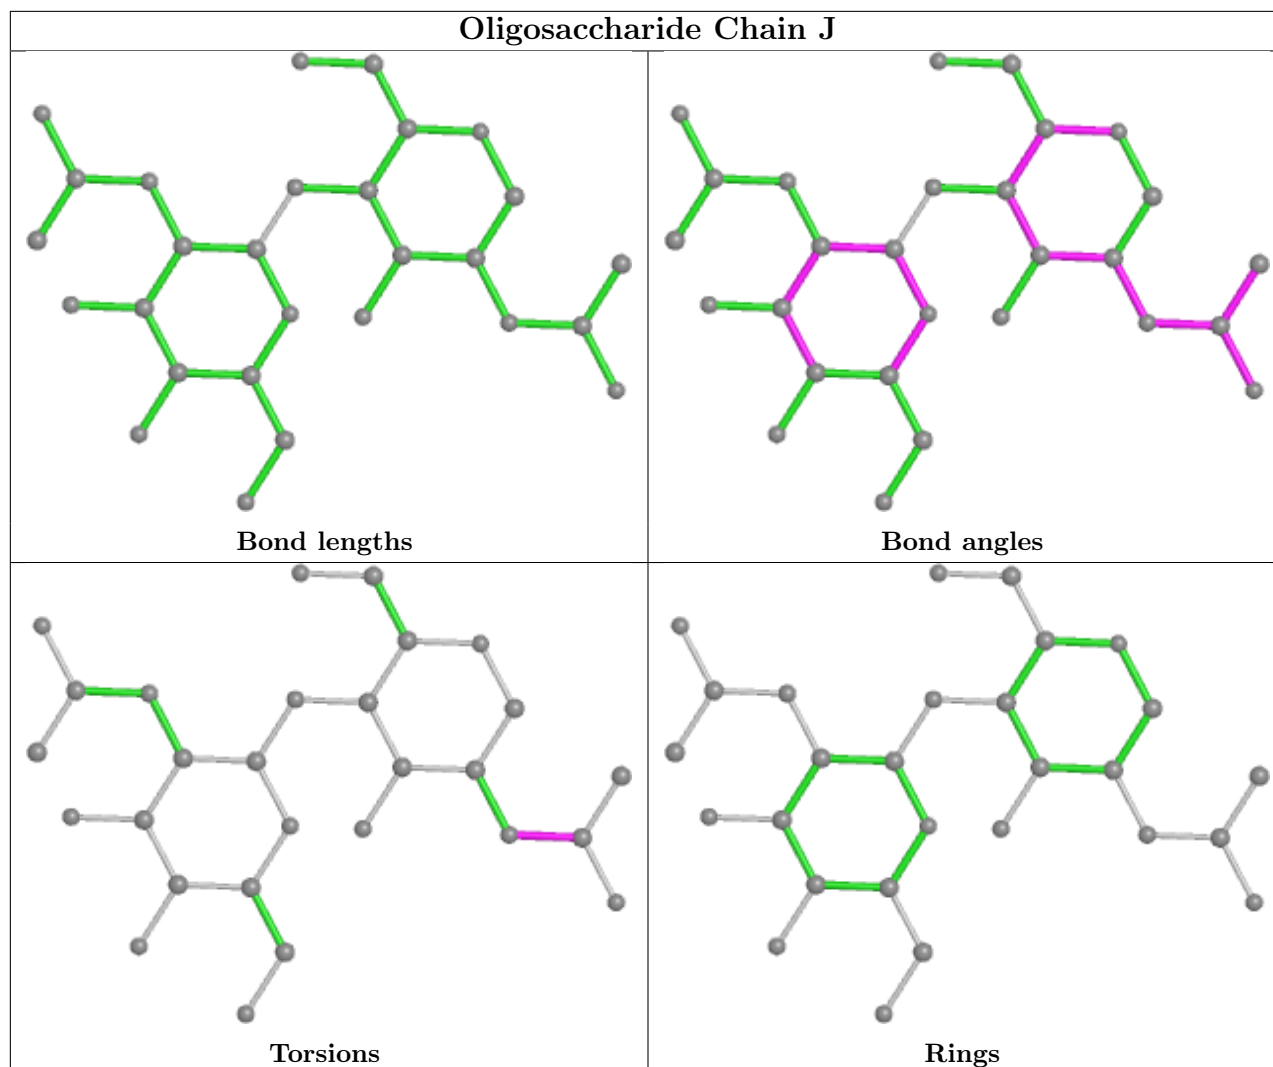 Oligosaccharide Chain J
Bond lengths
Bond angles
Torsions
Rings